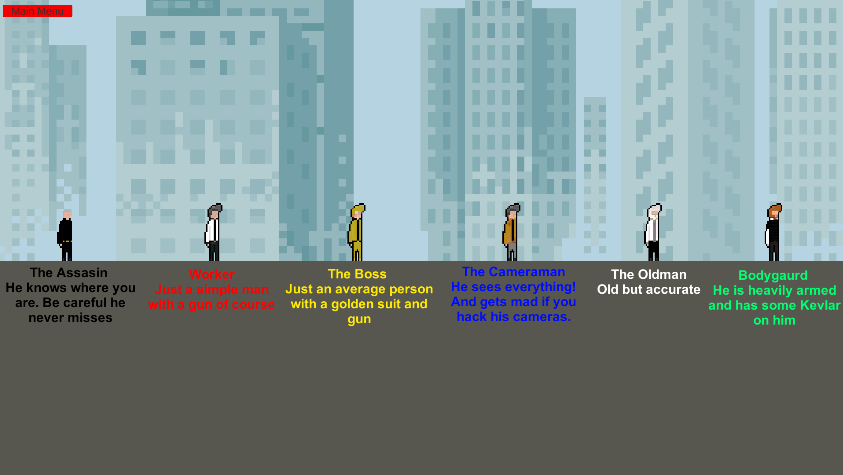 Main Menu
The Assasin
He knows where you
are. Be careful he
never misses
Worker
Just a simple man
with a gun of course
The Boss
Just an average person
with a golden suit and
gun
The Cameraman
He sees everything!
And gets mad if you
hack his cameras.
The Oldman
Old but accurate
Bodygaurd
He is heavily armed
and has some Kevlar
on him